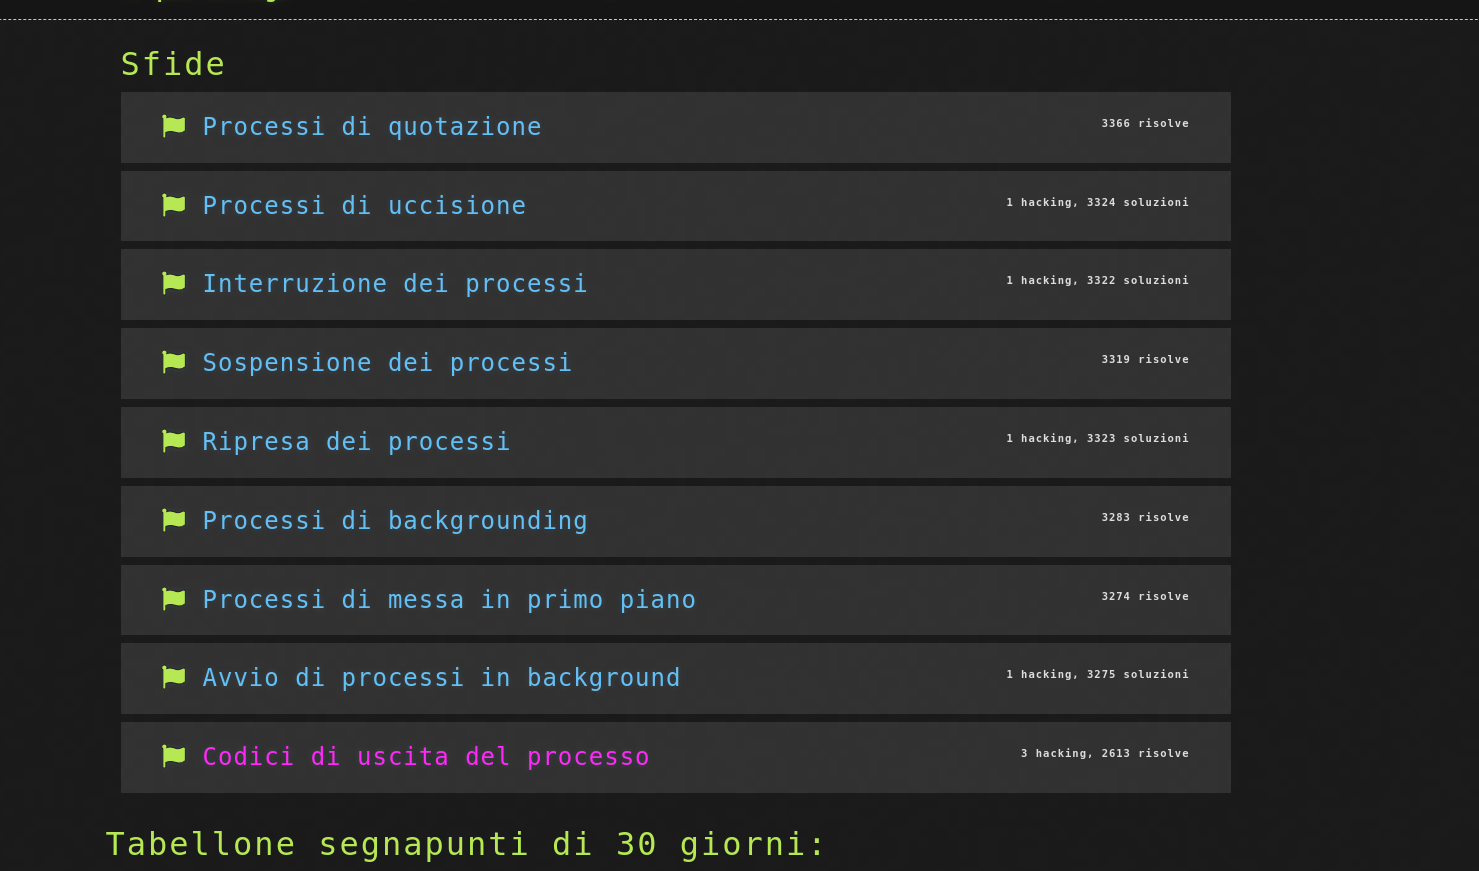 Sfide
Processi di quotazione 3366 risolve
Processi di uccisione 1 hacking, 3324 soluzioni
Interruzione dei processi 1 hacking, 3322 soluzioni
Sospensione dei processi 3319 risolve
Ripresa dei processi 1 hacking, 3323 soluzioni
Processi di backgrounding 3283 risolve
Processi di messa in primo piano 3274 risolve
Avvio di processi in background 1 hacking, 3275 soluzioni
Codici di uscita del processo 3 hacking, 2613 risolve
Tabellone segnapunti di 30 giorni: